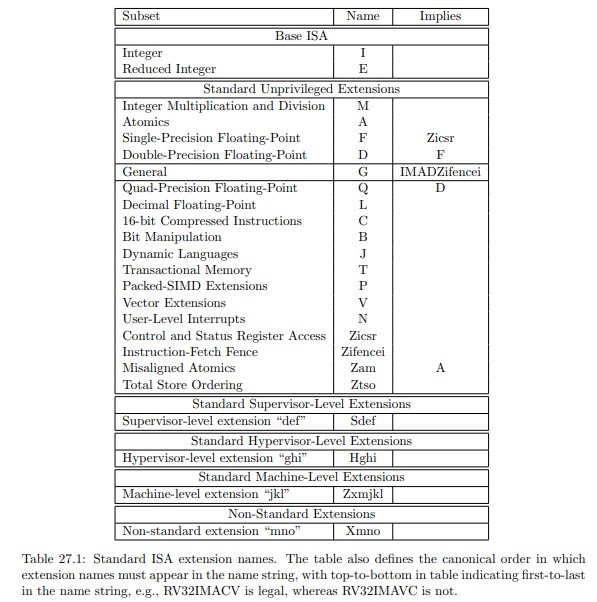 Subset Name Implies
Base ISA
Integer I
Reduced Integer E
Standard Unprivileged Extensions
Integer Multiplication and Division M
Atomics A
Single-Precision Floating-Point F Zicsr
Double-Precision Floating-Point D F
General G IMADZifencei
Quad-Precision Floating-Point Q D
Decimal Floating-Point L
16-bit Compressed Instructions C
Bit Manipulation B
Dynamic Languages J
Transactional Memory T
Packed-SIMD Extensions P
Vector Extensions V
User-Level Interrupts N
Control and Status Register Access Zicsr
Instruction-Fetch Fence Zifencei
Misaligned Atomics Zam A
Total Store Ordering Ztso
Standard Supervisor-Level Extensions
Supervisor-level extension “def” Sdef
Standard Hypervisor-Level Extensions
Hypervisor-level extension “ghi” Hghi
Standard Machine-Level Extensions
Machine-level extension “jkl” Zxmjkl
Non-Standard Extensions
Non-standard extension “mno” Xmno
Table 27.1: Standard ISA extension names. The table also defines the canonical order in which
extension names must appear in the name string, with top-to-bottom in table indicating first-to-last
in the name string, e.g., RV32IMACV is legal, whereas RV32IMAVC is not.